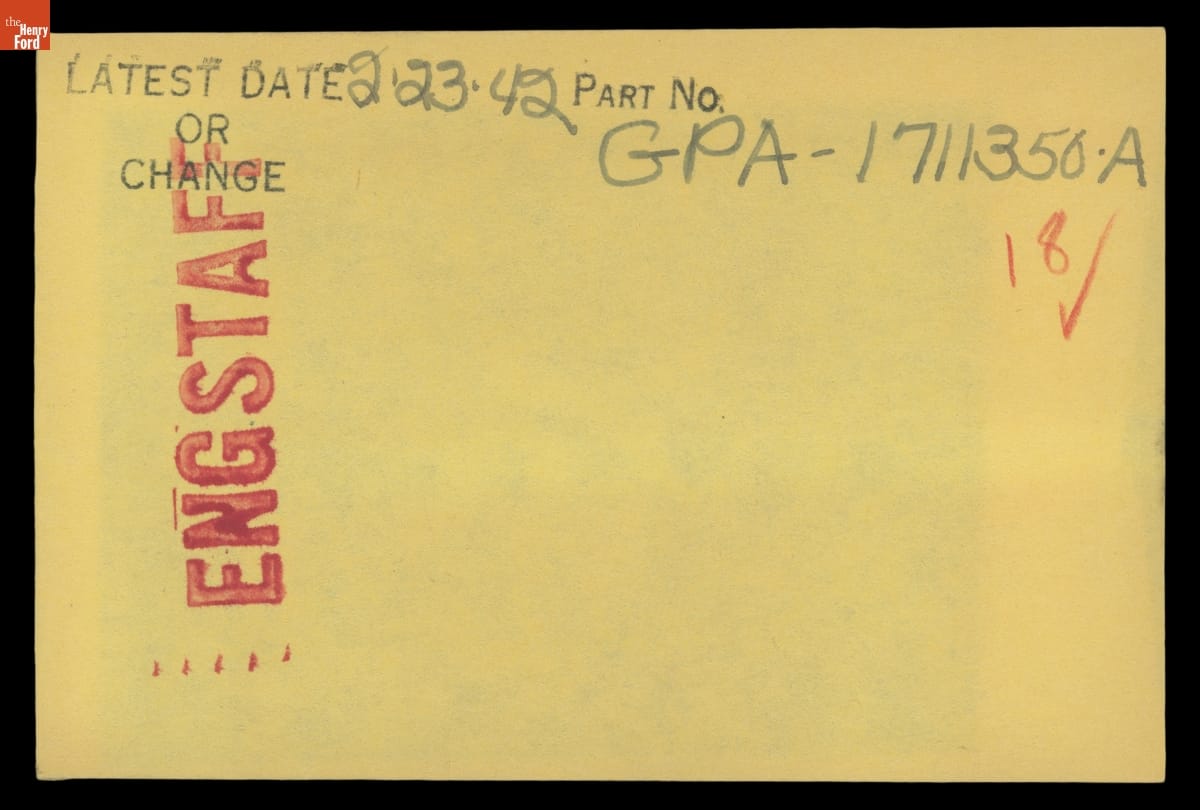 the
Henry
Ford
LATEST DATE 2·23·42 PART NO.
OR
CHANGE
GPA-1711350·A
18/
ENGSTAFF